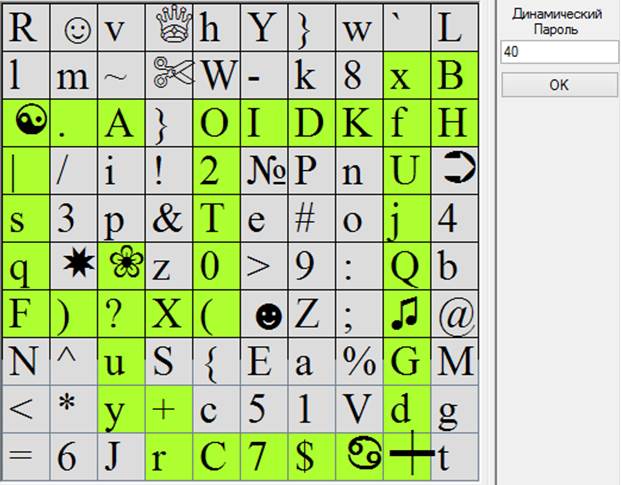 R ☺ v ♕ h Y } w ` L
l m ~ ✄ W - k 8 x B
☯ . A } O I D K f H
| / i ! 2 № P n U ➲
s 3 p & T e # o j 4
q ✷ ❀ z 0 > 9 : Q b
F ) ? X ( ☻ Z ; ♫ @
N ^ u S { E a % G M
< * y + c 5 1 V d g
= 6 J r C 7 $ ♋ ┼ t
Динамический
Пароль
40
OK